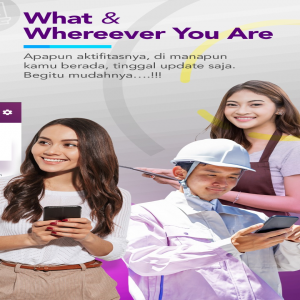 What &
Whereever You Are
Apapun aktifitasnya, di manapun
kamu berada, tinggal update saja.
Begitu mudahnya....!!!